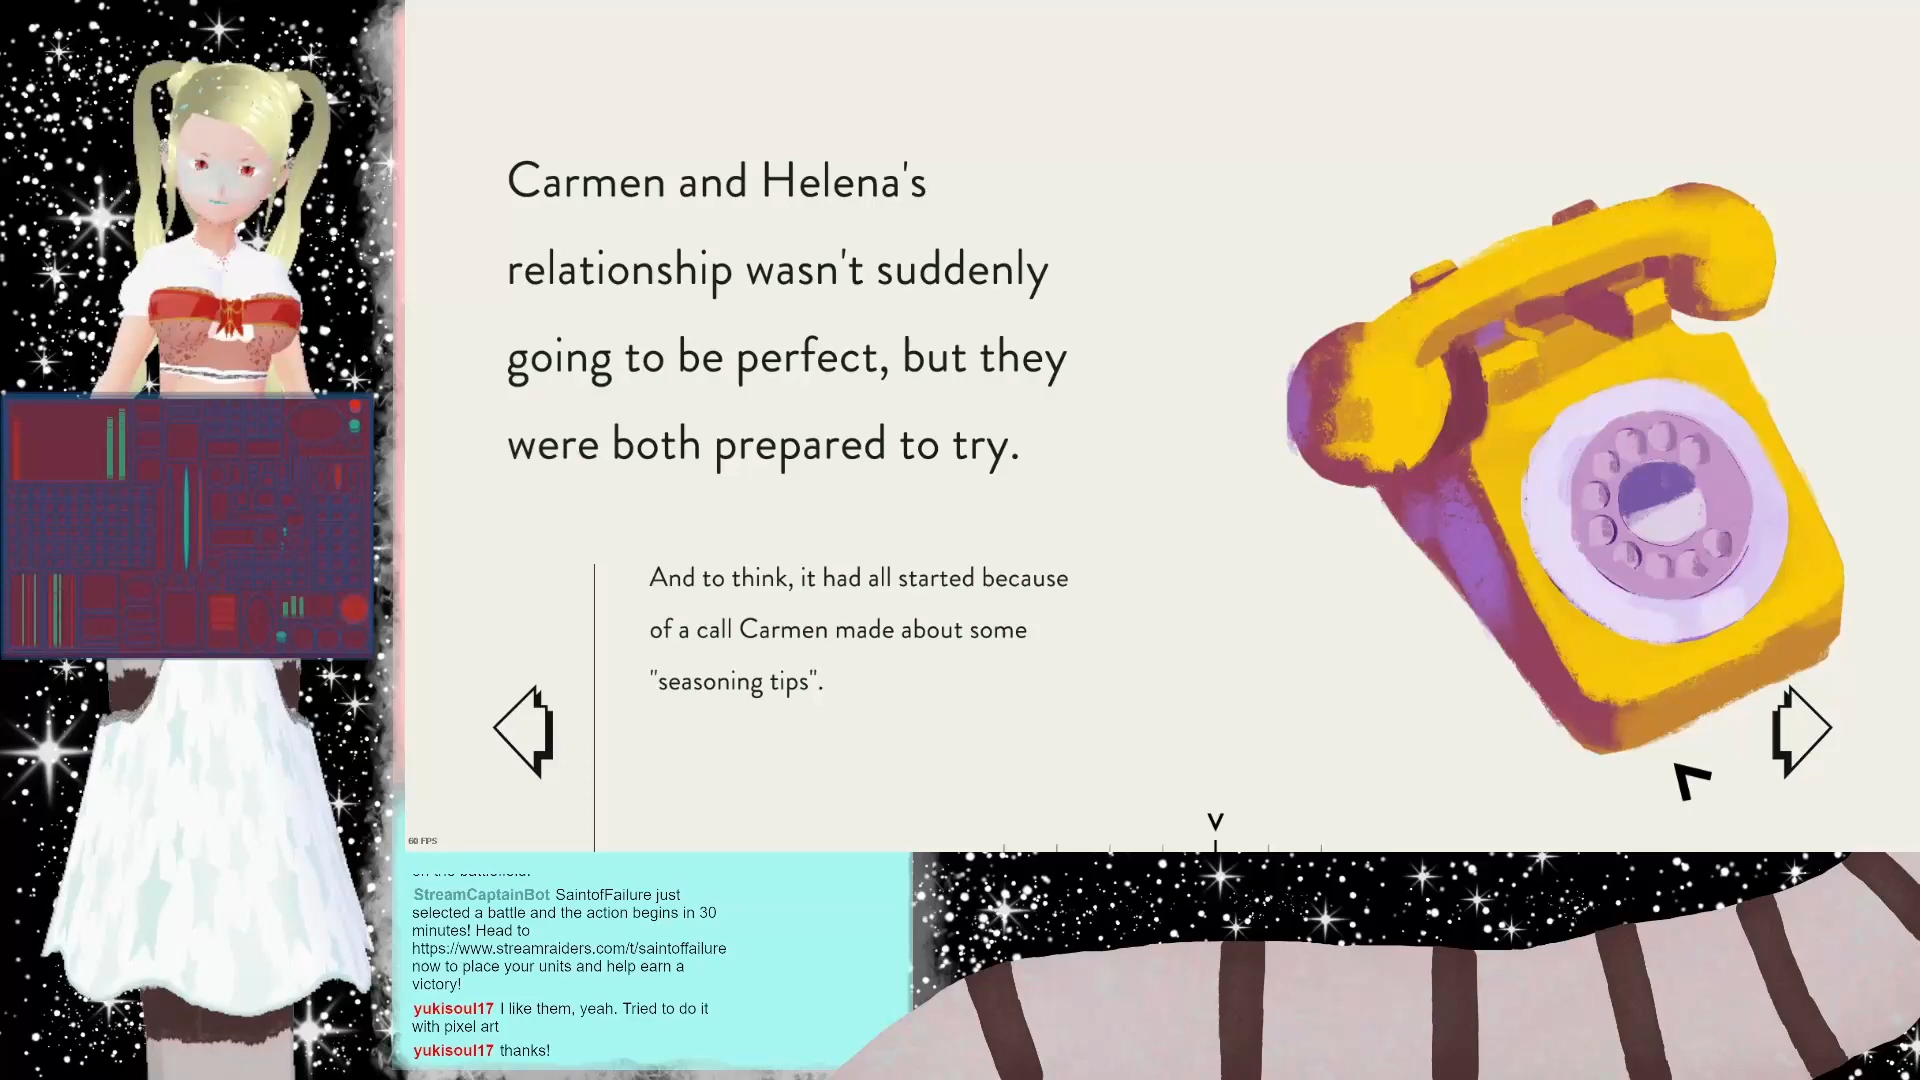 Carmen and Helena's
relationship wasn't suddenly
going to be perfect, but they
were both prepared to try.
And to think, it had all started because
of a call Carmen made about some
"seasoning tips".
60 FPS
StreamCaptainBot SaintofFailure just
selected a battle and the action begins in 30
minutes! Head to
https://www.streamraiders.com/t/saintoffailure
now to place your units and help earn a
victory!
yukisoul17 I like them, yeah. Tried to do it
with pixel art
yukisoul17 thanks!